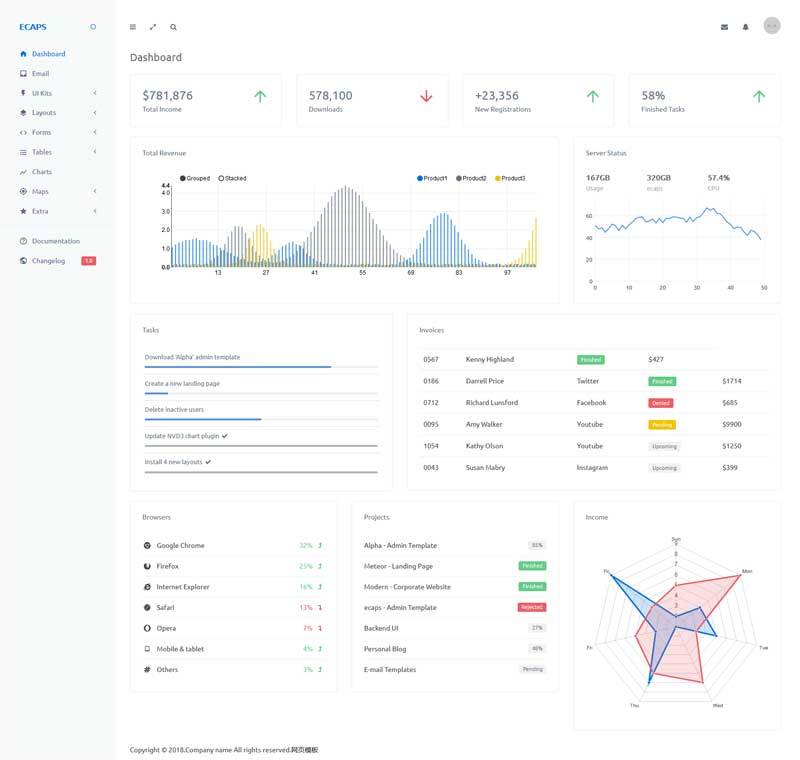 ECAPS
Dashboard
Email
UI Kits
Layouts
Forms
Tables
Charts
Maps
Extra
Documentation
Changelog 1.0
Dashboard
$781,876
Total Income
578,100
Downloads
+23,356
New Registrations
58%
Finished Tasks
Total Revenue
Grouped Stacked Product1 Product2 Product3
4.4
4.0
3.0
2.0
1.0
0.0
13 27 41 55 69 83 97
Server Status
167GB 320GB 57.4%
Usage ecaps CPU
60
40
20
0
0 10 20 30 40 50
Tasks
Download 'Alpha' admin template
Create a new landing page
Delete inactive users
Update NVD3 chart plugin
Install 4 new layouts
Invoices
0567 Kenny Highland Finished $427
0186 Darrell Price Twitter Finished $1714
0712 Richard Lunsford Facebook Denied $685
0095 Amy Walker Youtube Pending $9900
1054 Kathy Olson Youtube Upcoming $1250
0043 Susan Mabry Instagram Upcoming $399
Browsers
Google Chrome 32%
Firefox 25%
Internet Explorer 16%
Safari 13%
Opera 7%
Mobile & tablet 4%
# Others 3%
Projects
Alpha - Admin Template
Meteor - Landing Page Finished
Modern - Corporate Website Finished
ecaps - Admin Template Rejected
Backend UI 27%
Personal Blog 48%
E-mail Templates Pending
Income
Sun
9
8
7
6
5
4
3
2
1
Mon
Tue
Wed
Thu
Fri
Copyright © 2018.Company name All rights reserved.网页模板